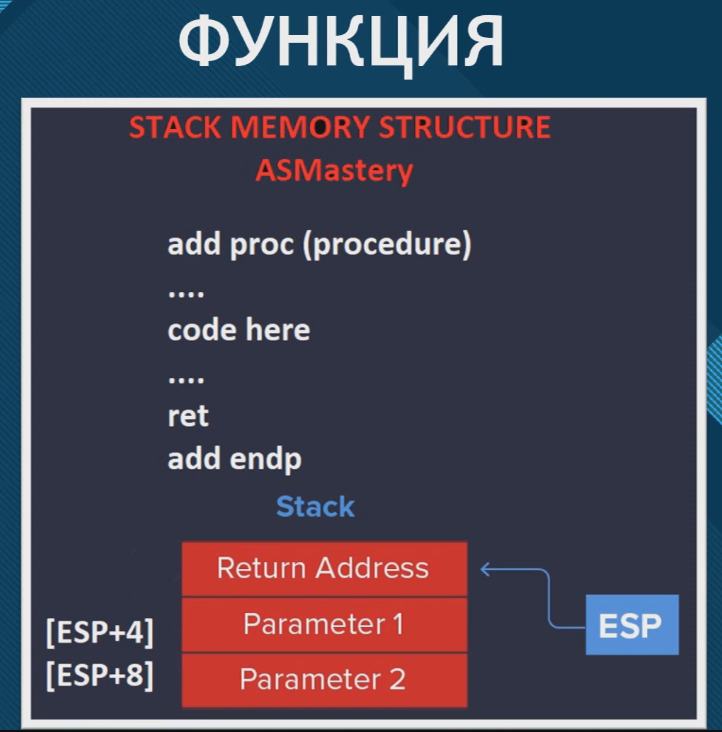 ФУНКЦИЯ
STACK MEMORY STRUCTURE
ASMastery
add proc (procedure)
....
code here
....
ret
add endp
Stack
Return Address
[ESP+4] Parameter 1
ESP
[ESP+8] Parameter 2